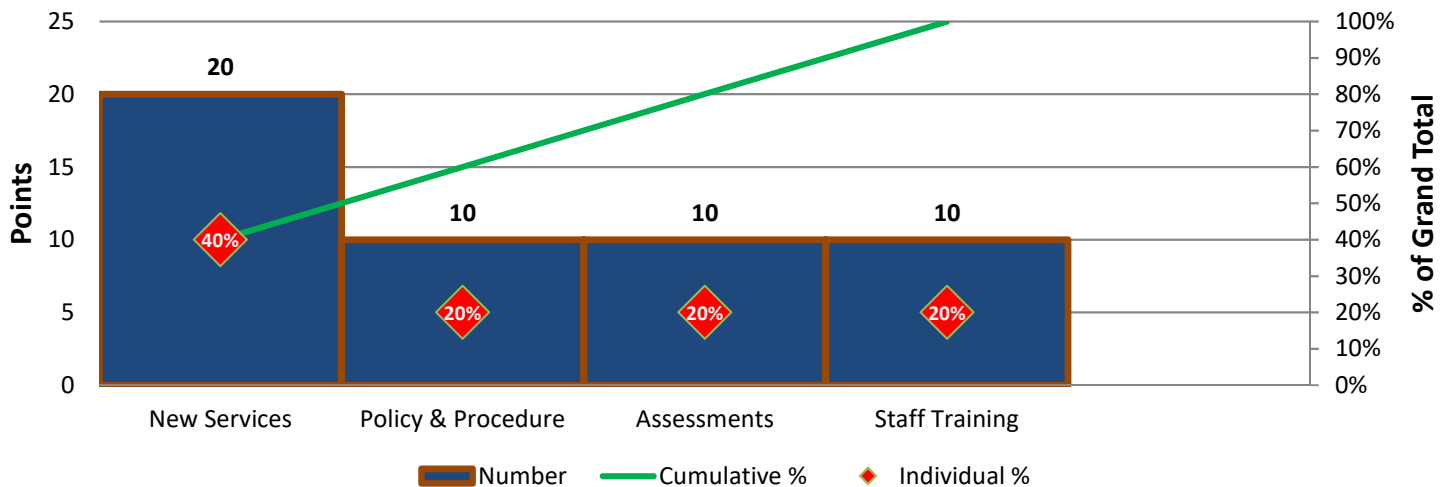 25
20
15
10
5
0
Points
20
10
10
10
40%
20%
20%
20%
100%
90%
80%
70%
60%
50%
40%
30%
20%
10%
0%
% of Grand Total
New Services
Policy & Procedure
Assessments
Staff Training
Number
Cumulative %
Individual %